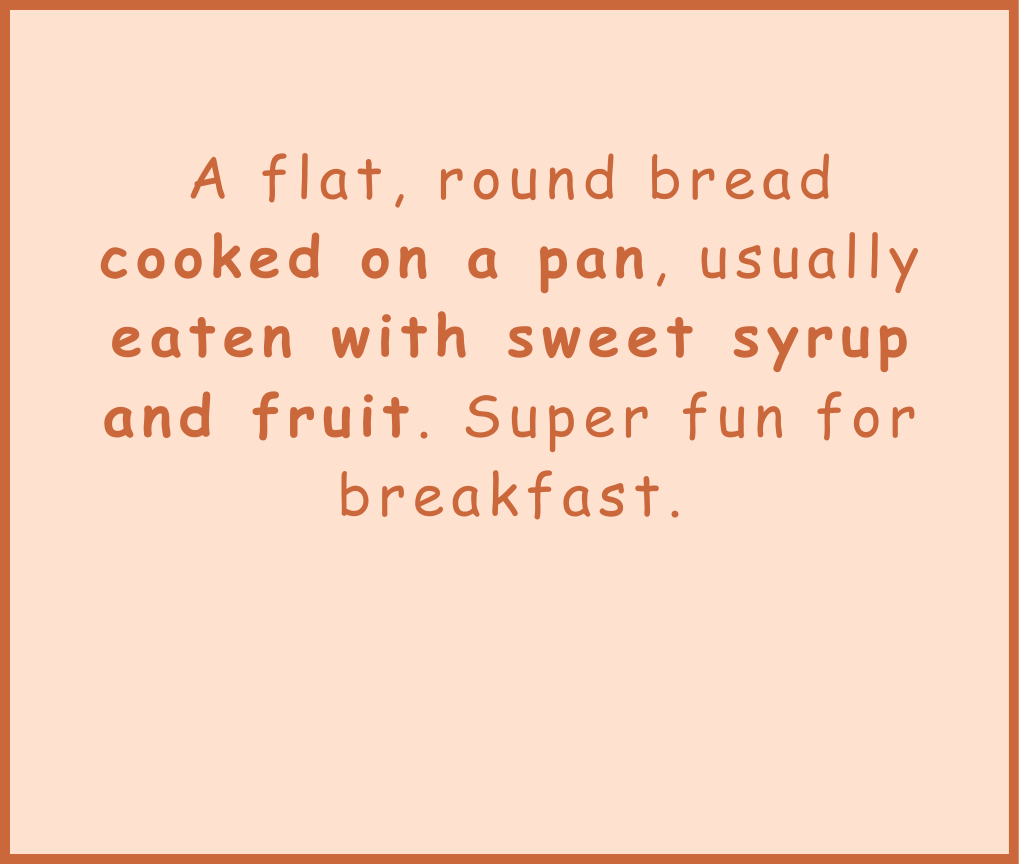 A flat, round bread
cooked on a pan, usually
eaten with sweet syrup
and fruit. Super fun for
breakfast.